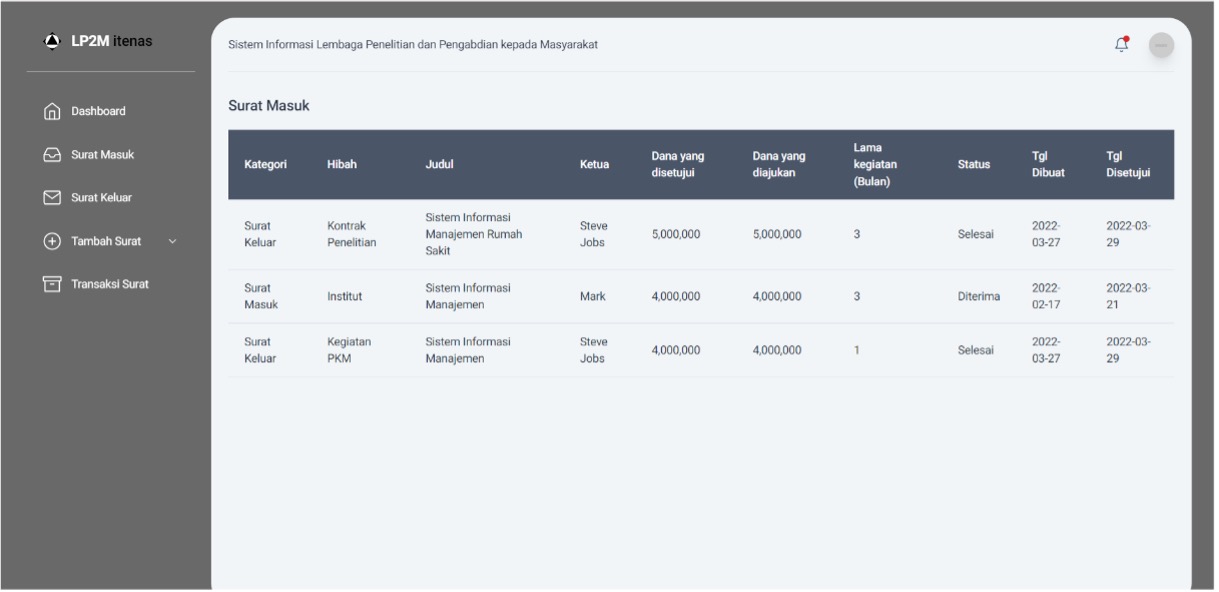 LP2M itenas
Dashboard
Surat Masuk
Surat Keluar
Tambah Surat
Transaksi Surat
Sistem Informasi Lembaga Penelitian dan Pengabdian kepada Masyarakat
Surat Masuk
Kategori
Hibah
Judul
Ketua
Dana yang
disetujui
Dana yang
diajukan
Lama
kegiatan
(Bulan)
Status
Tgl
Dibuat
Tgl
Disetujui
Surat
Keluar
Kontrak
Penelitian
Sistem Informasi
Manajemen Rumah
Sakit
Steve
Jobs
5,000,000
5,000,000
3
Selesai
2022-
03-27
2022-03-
29
Surat
Masuk
Institut
Sistem Informasi
Manajemen
Mark
4,000,000
4,000,000
3
Diterima
2022-
02-17
2022-03-
21
Surat
Keluar
Kegiatan
PKM
Sistem Informasi
Manajemen
Steve
Jobs
4,000,000
4,000,000
1
Selesai
2022-
03-27
2022-03-
29